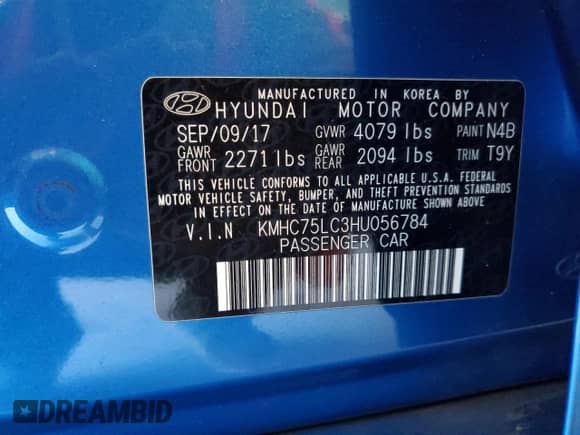 MANUFACTURED IN KOREA BY
HYUNDAI MOTOR COMPANY
SEP/09/17 GVWR 4079 lbs PAINT N4B
GAWR FRONT 2271 lbs GAWR REAR 2094 lbs TRIM T9Y
THIS VEHICLE CONFORMS TO ALL APPLICABLE U.S.A. FEDERAL
MOTOR VEHICLE SAFETY, BUMPER, AND THEFT PREVENTION STANDARDS
IN EFFECT ON THE DATE OF MANUFACTURE SHOWN ABOVE.
V.I.N KMHC75LC3HU056784
PASSENGER CAR
DREAMBID